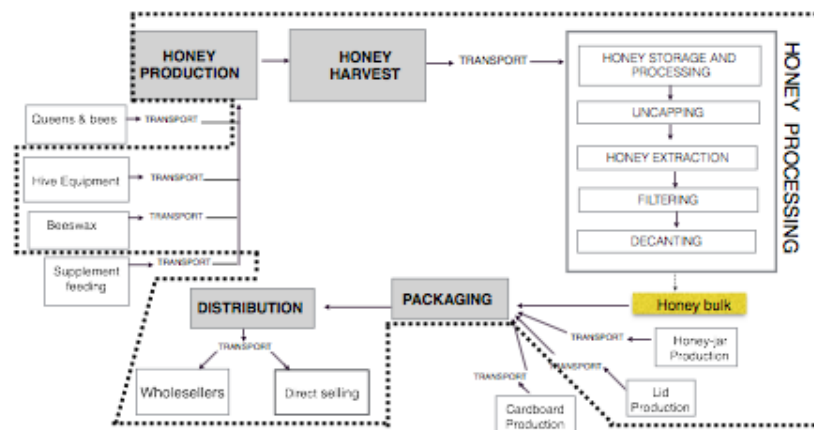 HONEY
PRODUCTION
HONEY
HARVEST
TRANSPORT
HONEY STORAGE AND
PROCESSING
UNCAPPING
HONEY EXTRACTION
FILTERING
DECANTING
HONEY PROCESSING
Queens & bees
TRANSPORT
Hive Equipment
TRANSPORT
Beeswax
TRANSPORT
Supplement
feeding
TRANSPORT
DISTRIBUTION
PACKAGING
Honey bulk
TRANSPORT
Wholesellers
Direct selling
TRANSPORT
Honey-jar
Production
TRANSPORT
Lid
Production
TRANSPORT
Cardboard
Production